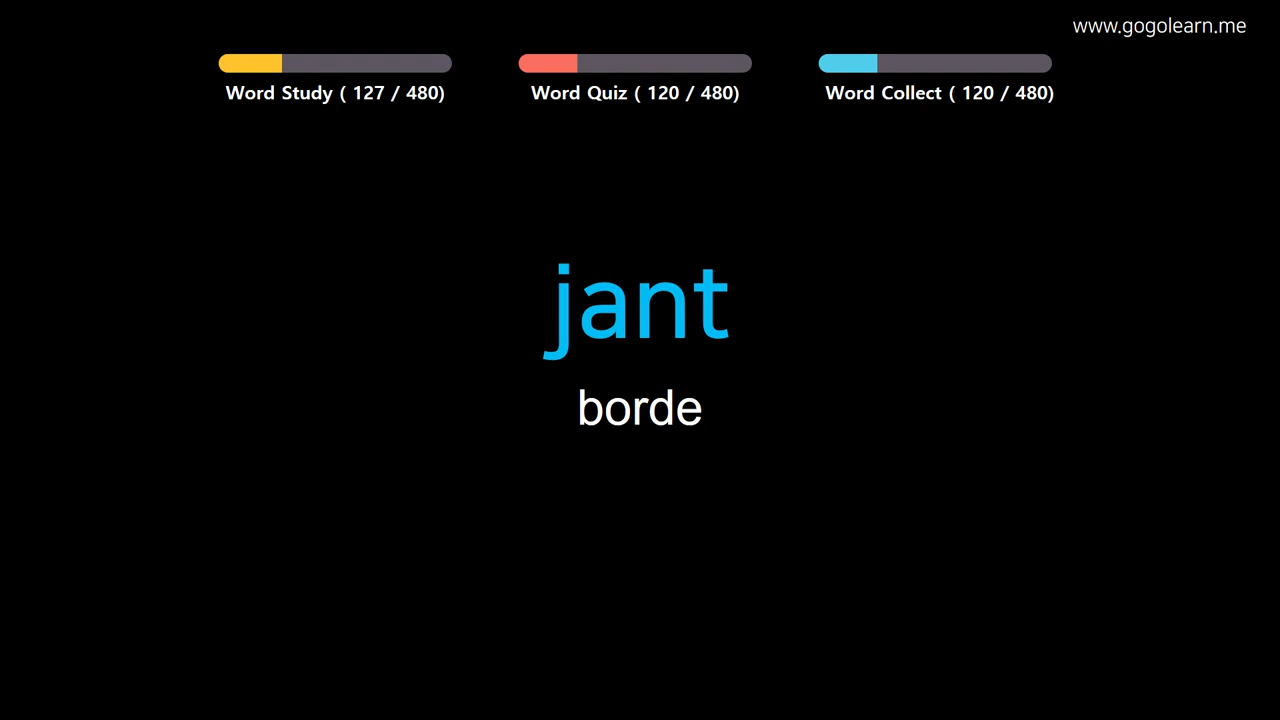 www.gogolearn.me
Word Study ( 127 / 480)
Word Quiz ( 120 / 480)
Word Collect ( 120 / 480)
jant
borde